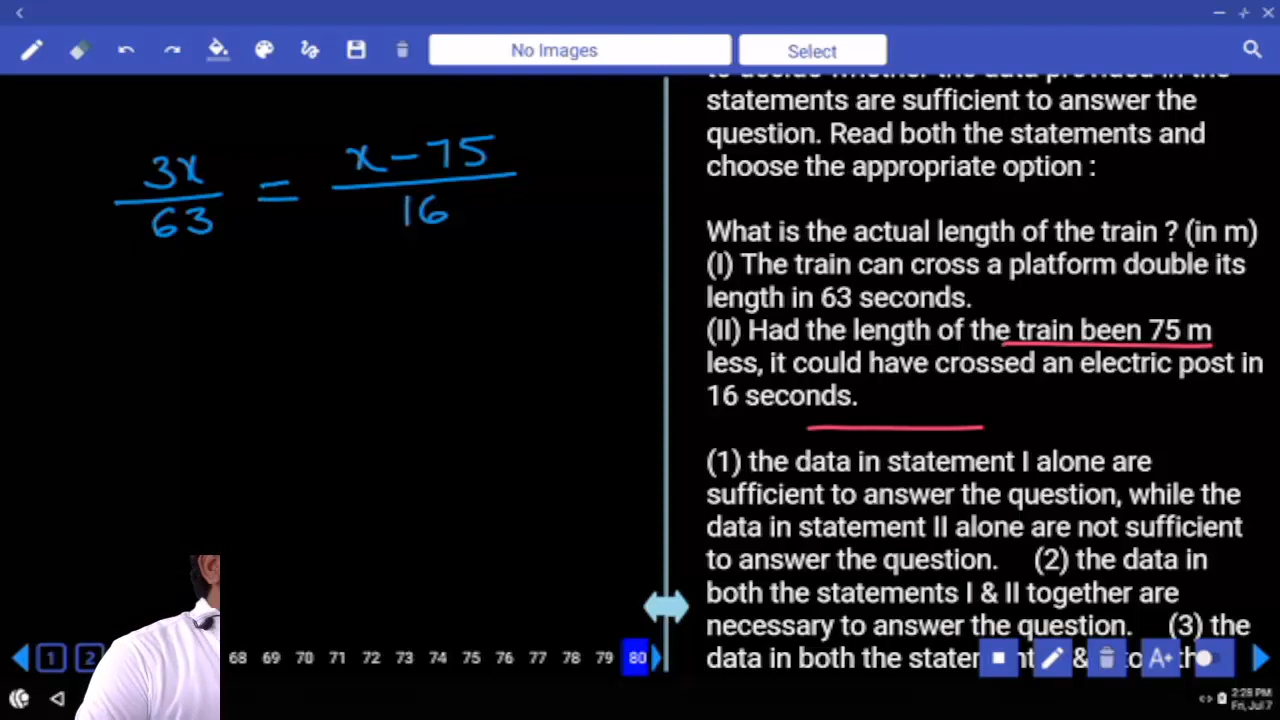 No Images
Select
3x
63
=
x - 75
16
statements are sufficient to answer the
question. Read both the statements and
choose the appropriate option :
What is the actual length of the train ? (in m)
(I) The train can cross a platform double its
length in 63 seconds.
(II) Had the length of the train been 75 m
less, it could have crossed an electric post in
16 seconds.
(1) the data in statement I alone are
sufficient to answer the question, while the
data in statement II alone are not sufficient
to answer the question. (2) the data in
both the statements I & II together are
necessary to answer the question. (3) the
data in both the
1 2 68 69 70 71 72 73 74 75 76 77 78 79 80
A+
2:28 PM
Fri, Jul 7